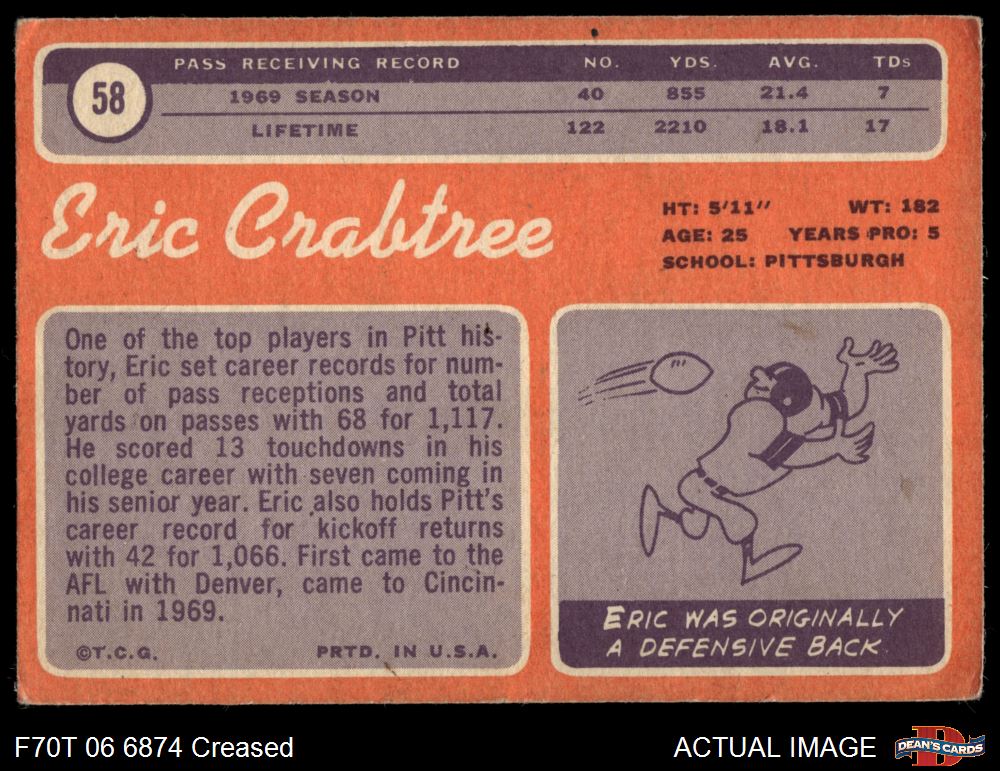 58
PASS RECEIVING RECORD NO. YDS. AVG. TDs
1969 SEASON 40 855 21.4 7
LIFETIME 122 2210 18.1 17
Eric Crabtree
HT: 5'11" WT: 182
AGE: 25 YEARS PRO: 5
SCHOOL: PITTSBURGH
One of the top players in Pitt his-
tory, Eric set career records for num-
ber of pass receptions and total
yards on passes with 68 for 1,117.
He scored 13 touchdowns in his
college career with seven coming in
his senior year. Eric also holds Pitt's
career record for kickoff returns
with 42 for 1,066. First came to the
AFL with Denver, came to Cincin-
nati in 1969.
©T.C.G. PRTD. IN U.S.A.
ERIC WAS ORIGINALLY
A DEFENSIVE BACK
F70T 06 6874 Creased
ACTUAL IMAGE
DEAN'S CARDS